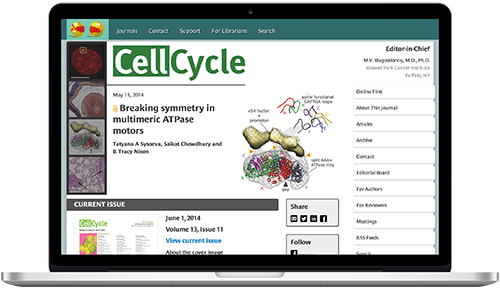 Journals Contact Support For Librarians Search
CellCycle
Editor-in-Chief
M.V. Blagosklonny, M.D., Ph.D.
Roswell Park Cancer Institute
Buffalo, NY
May 15, 2014
a Breaking symmetry in
multimeric ATPase
motors
Tatyana A Sysoeva, Saikat Chowdhury and
B Tracy Nixon
σ54 factor
+
promoter
spiral functional
GAFTGA loops
split AAA+
ATPase ring
Online First
About This Journal
Articles
Archive
Contact
Editorial Board
For Authors
For Reviewers
Meetings
RSS Feeds
Search
CURRENT ISSUE
CellCycle
June 1, 2014
Volume 13, Issue 11
View current issue
About the cover image
Share
Follow